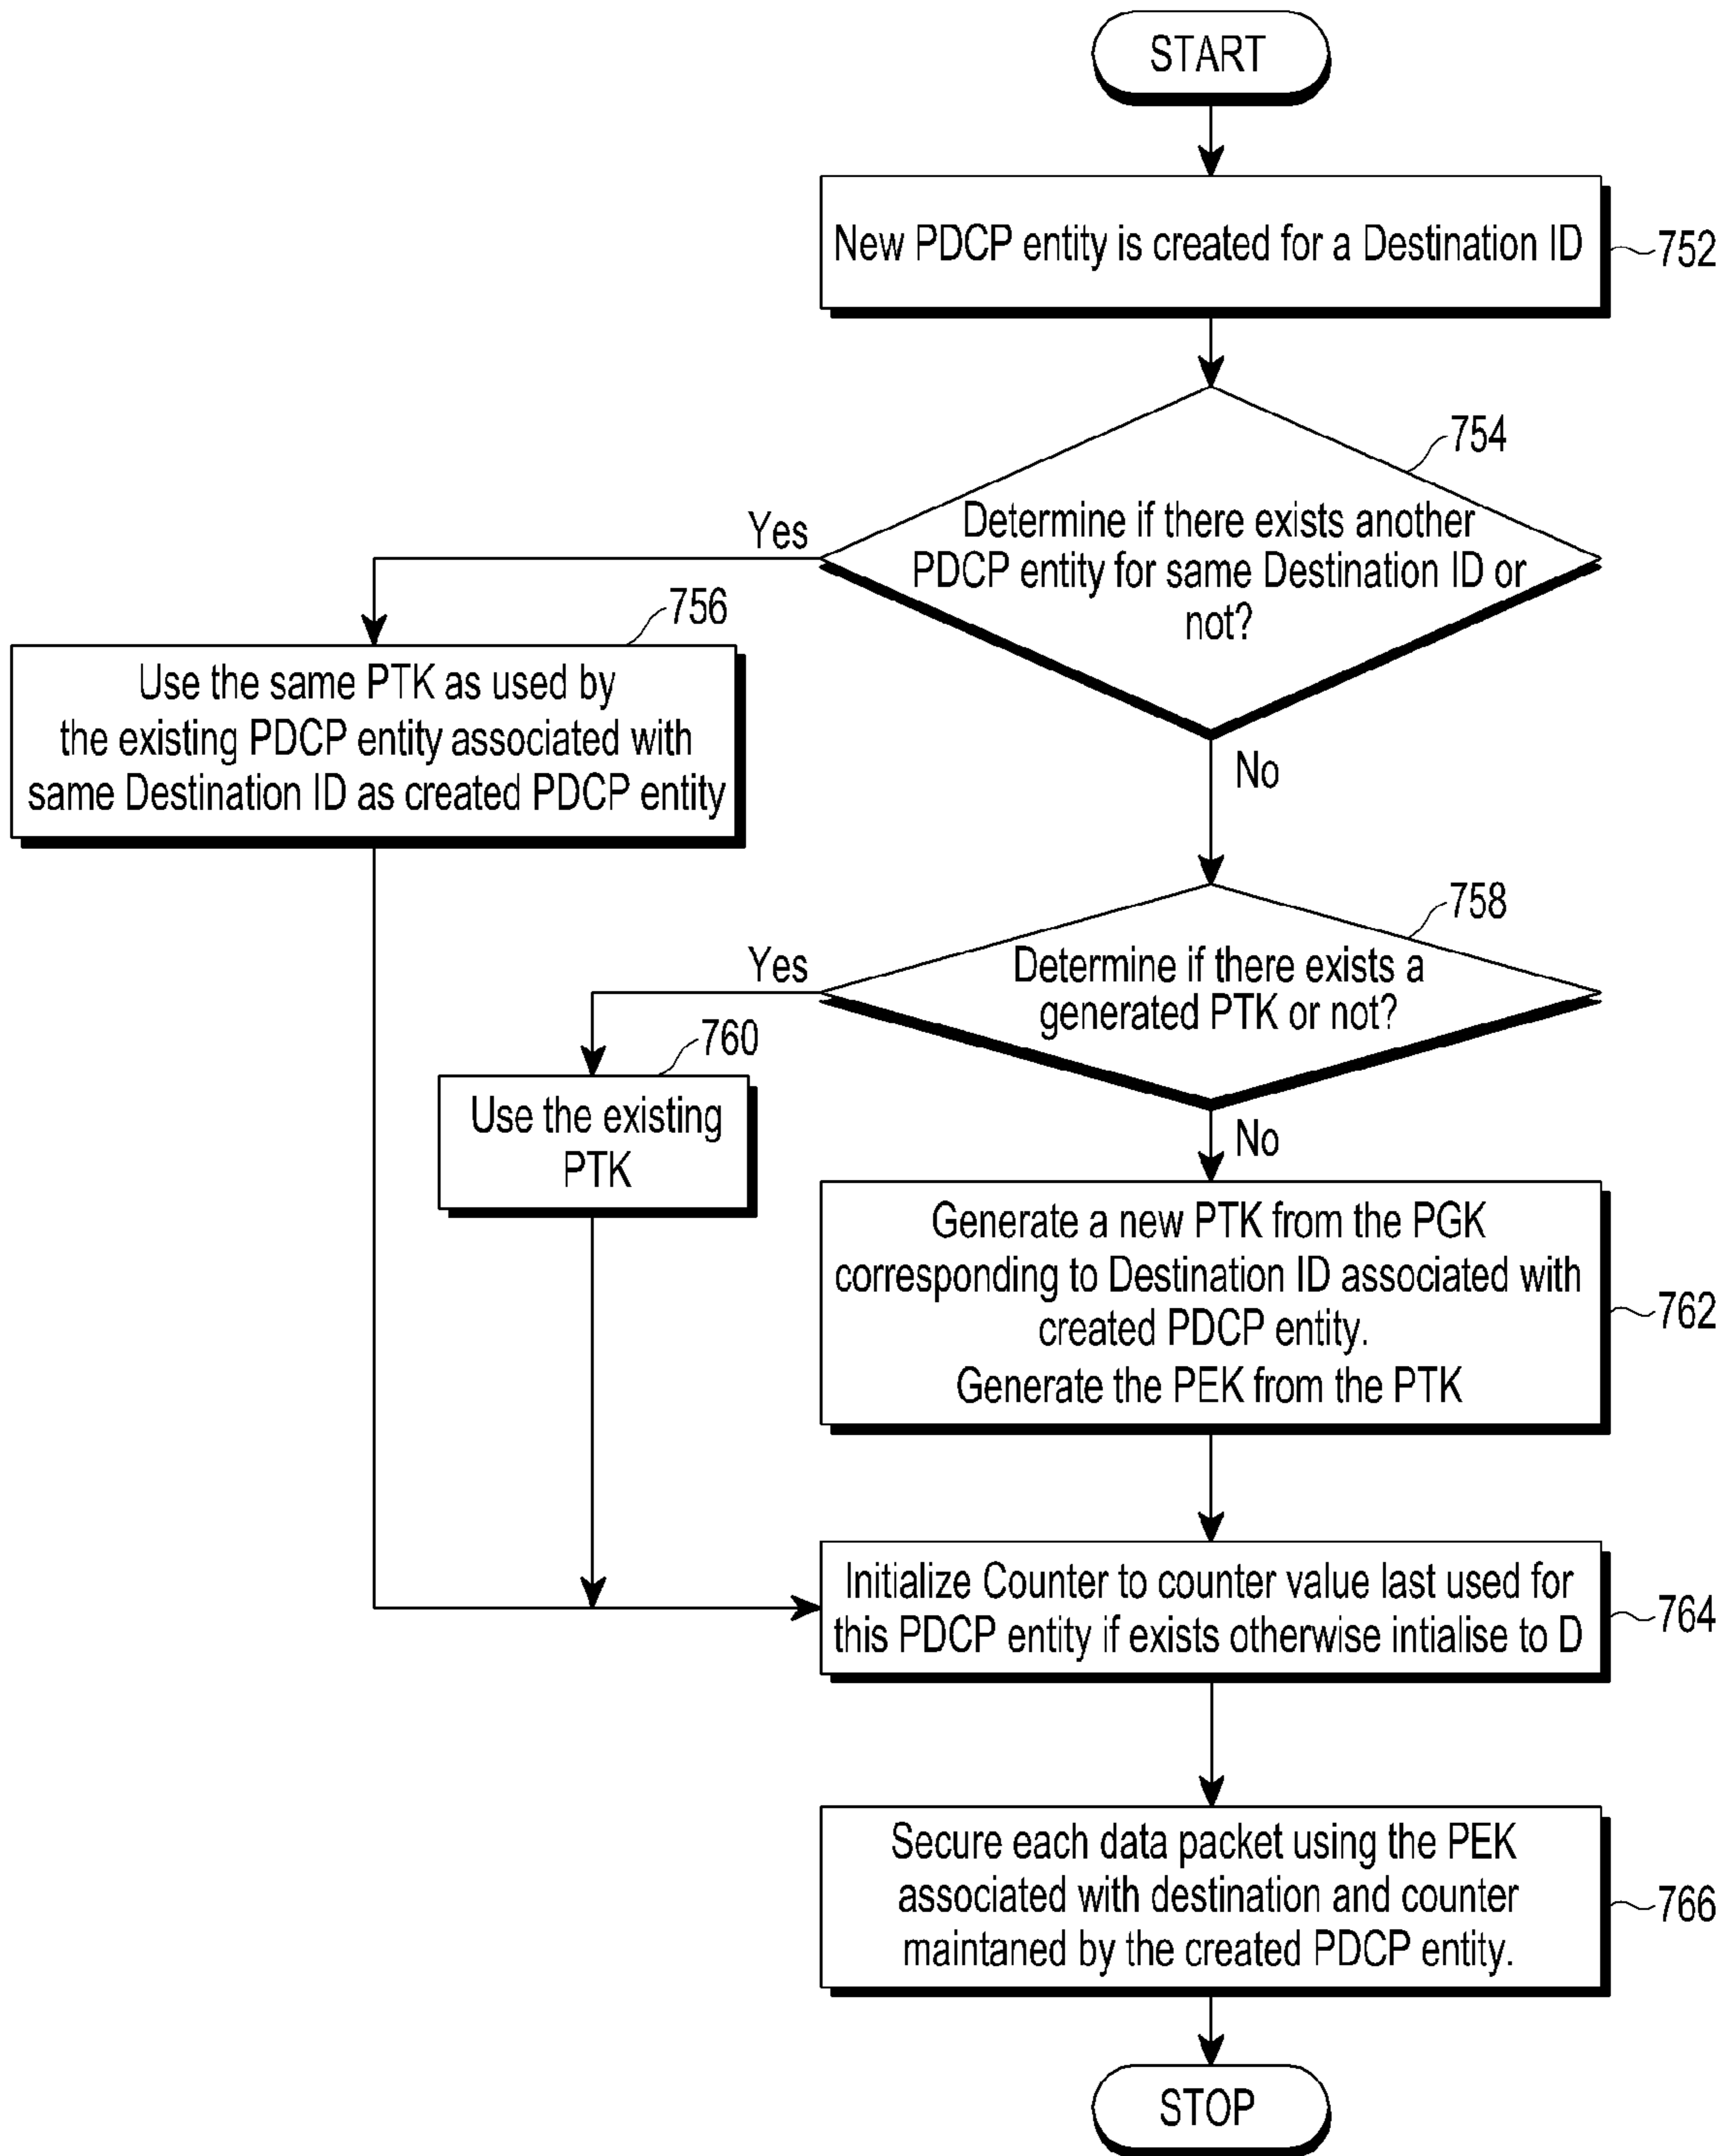 START
New PDCP entity is created for a Destination ID
752
754
Determine if there exists another
PDCP entity for same Destination ID or
not?
Yes
No
756
Use the same PTK as used by
the existing PDCP entity associated with
same Destination ID as created PDCP entity
758
Determine if there exists a
generated PTK or not?
Yes
No
760
Use the existing
PTK
Generate a new PTK from the PGK
corresponding to Destination ID associated with
created PDCP entity.
Generate the PEK from the PTK
762
Initialize Counter to counter value last used for
this PDCP entity if exists otherwise intialise to D
764
Secure each data packet using the PEK
associated with destination and counter
maintaned by the created PDCP entity.
766
STOP